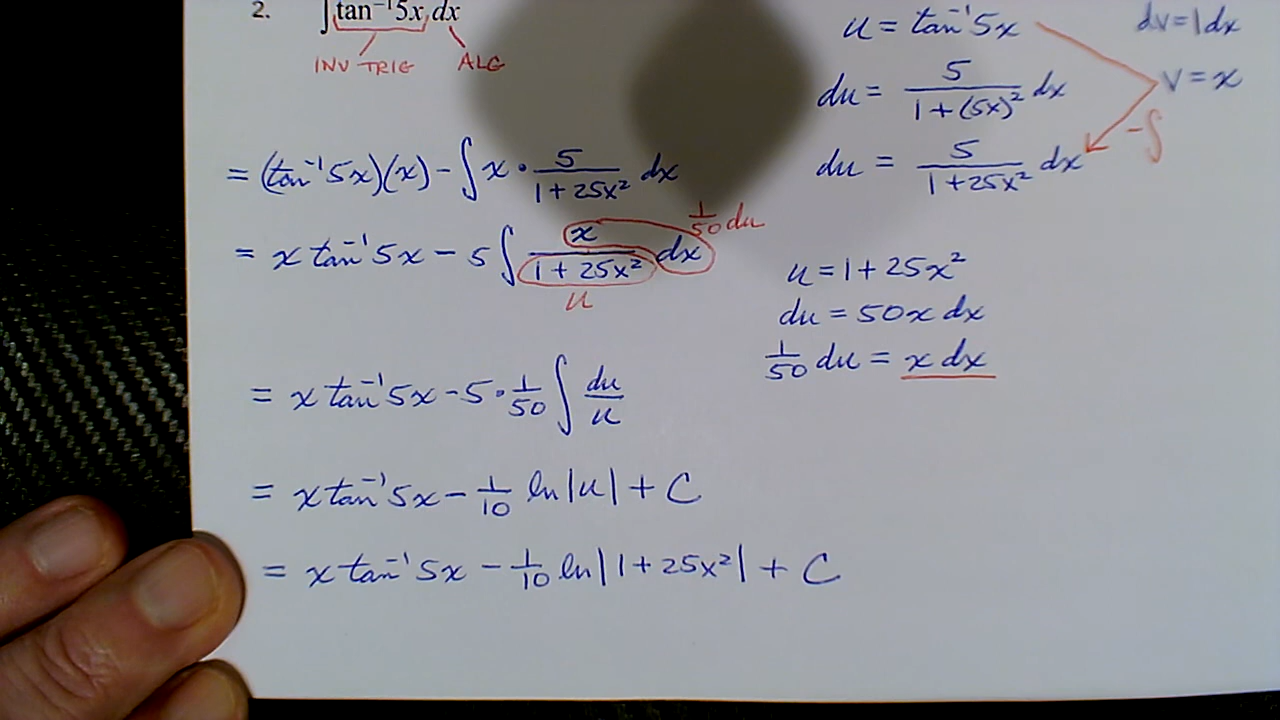 2. ∫tan⁻¹5x dx
INV TRIG ALG
u = tan⁻¹5x dv = 1dx
du = 5/(1+(5x)²) dx v = x
du = 5/(1+25x²) dx -∫
= (tan⁻¹5x)(x) - ∫x · 5/(1+25x²) dx
= x tan⁻¹5x - 5∫ x/(1+25x²) dx 1/50 du
u
u = 1+25x²
du = 50x dx
1/50 du = x dx
= x tan⁻¹5x - 5 · 1/50 ∫ du/u
= x tan⁻¹5x - 1/10 ln|u| + C
= x tan⁻¹5x - 1/10 ln|1+25x²| + C